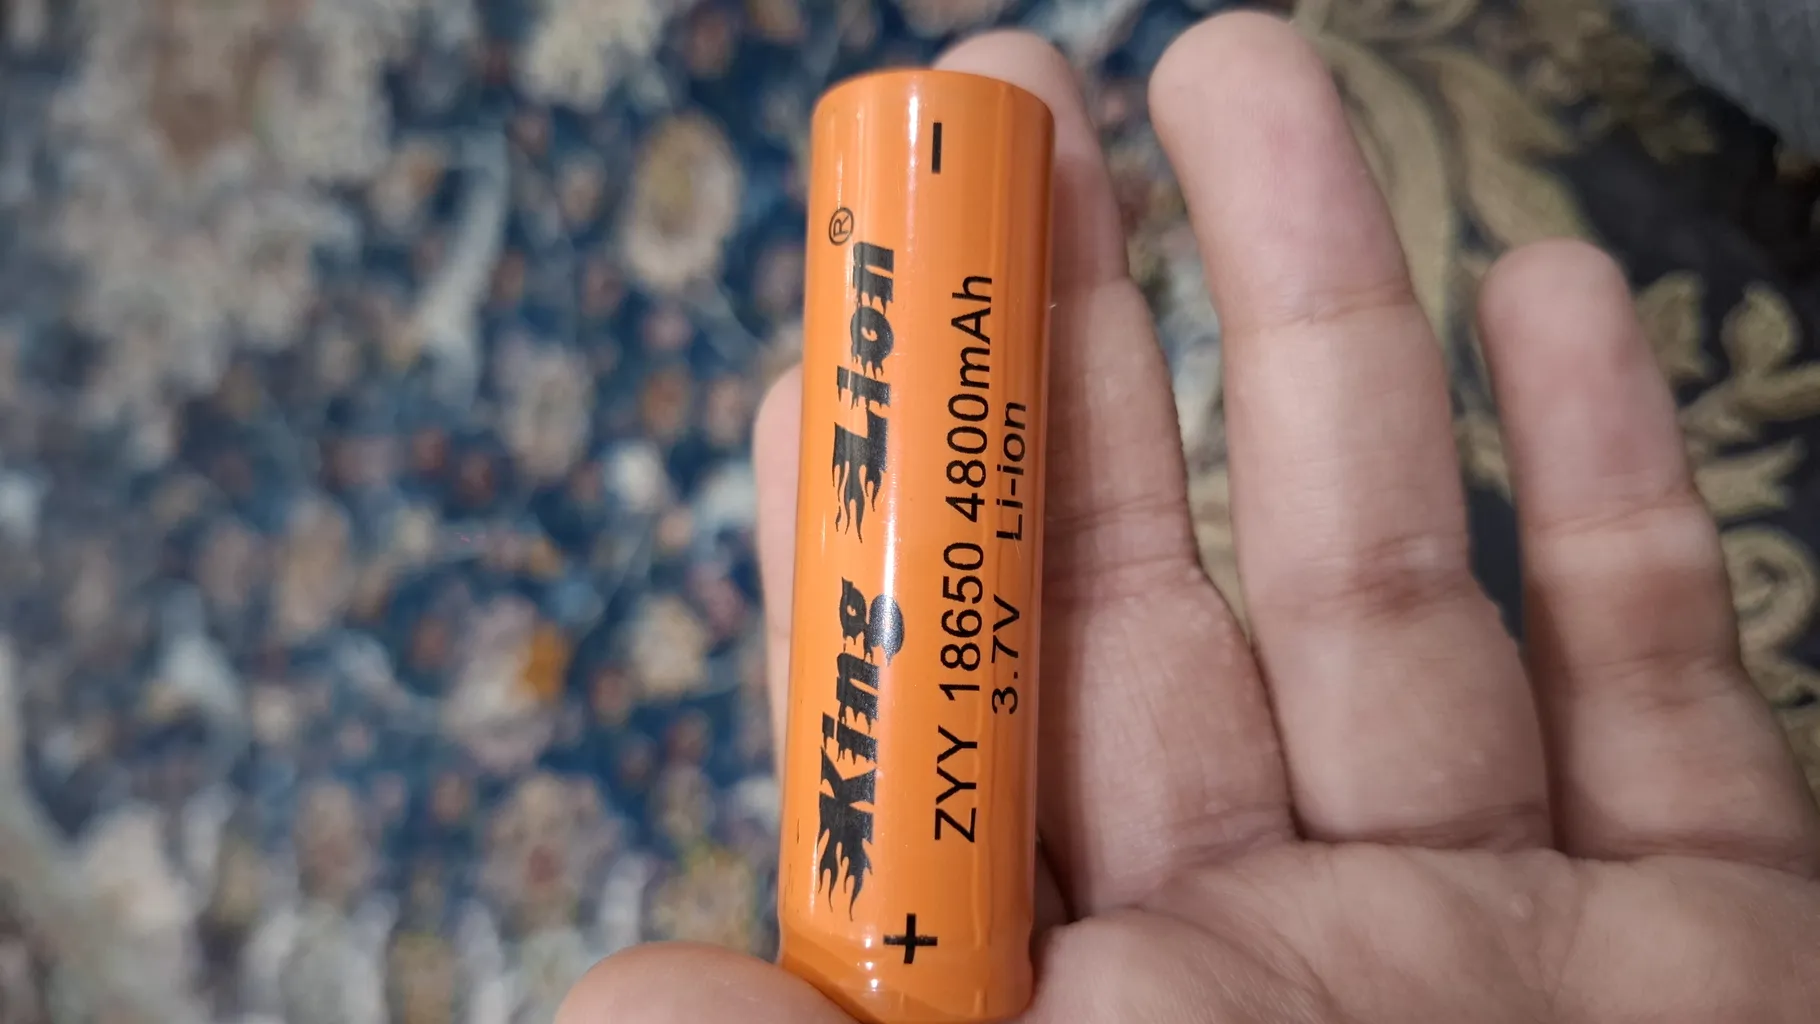 King Lion®
ZYY 18650 4800mAh
3.7V Li-ion
+
-